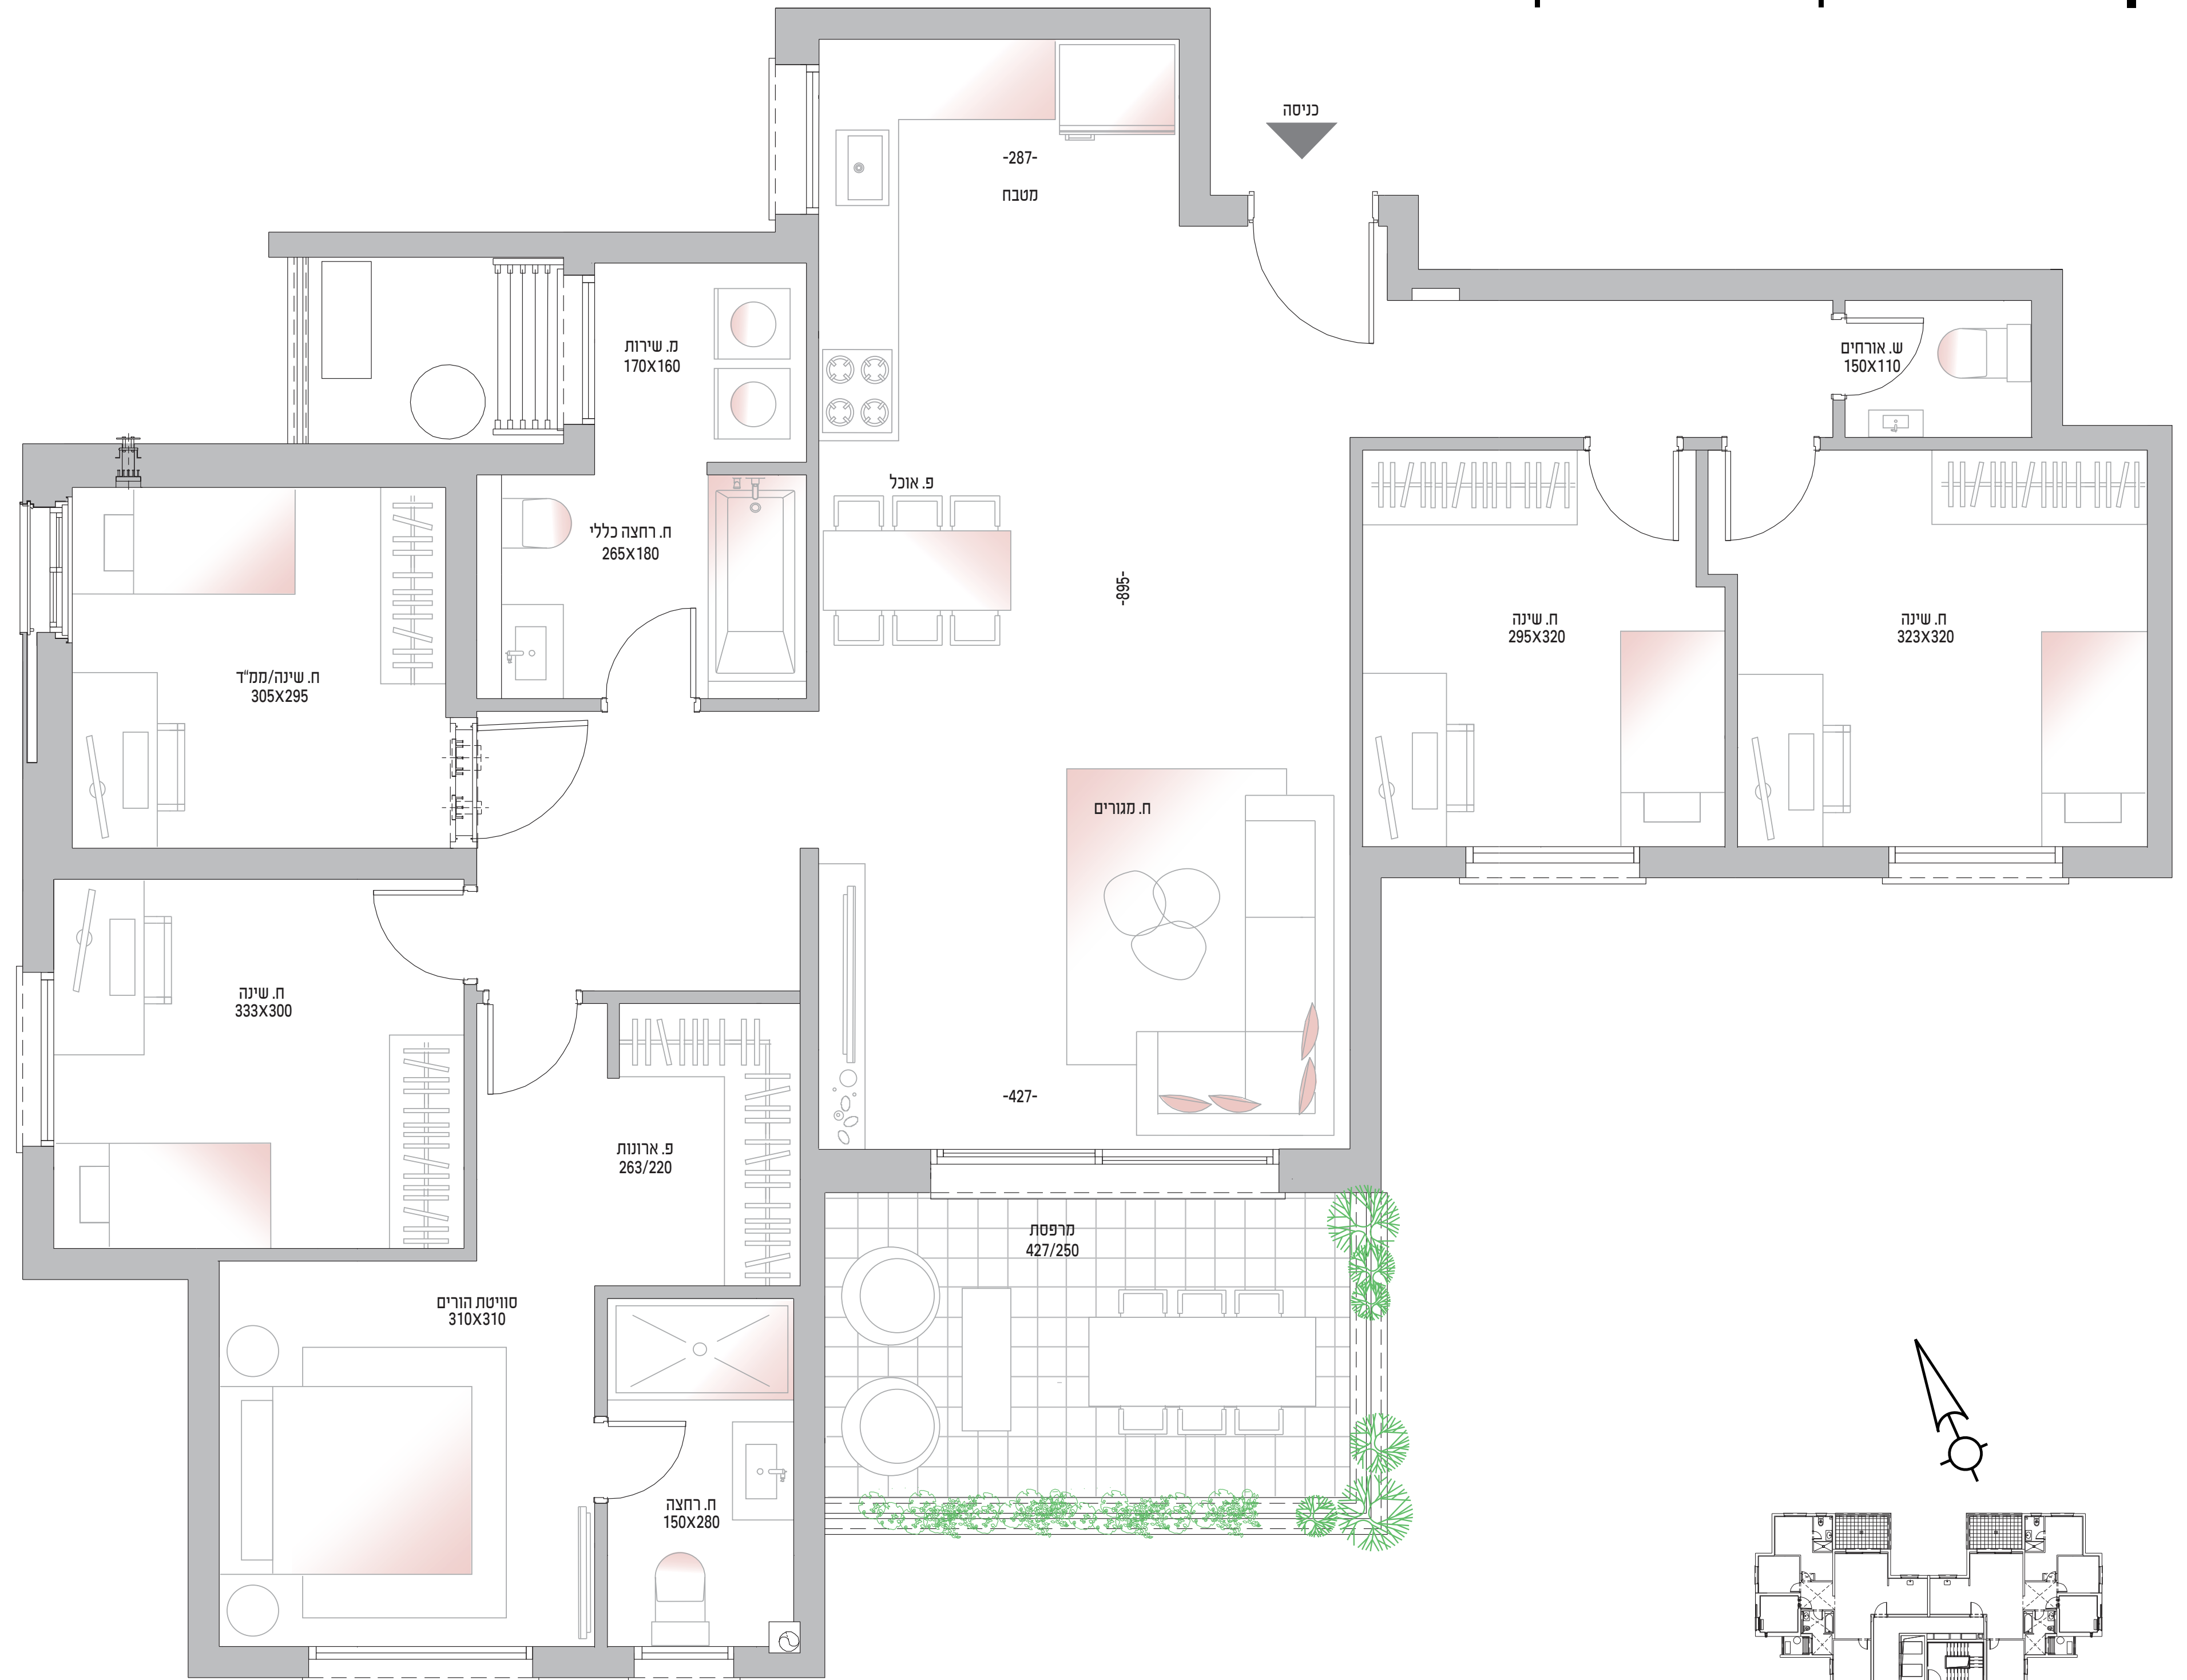 כניסה
-287-
מטבח
מ. שירות
170X160
ש. אורחים
150X110
פ. אוכל
ח. רחצה כללי
265X180
-895-
ח. שינה
295X320
ח. שינה
323X320
ח. שינה/ממ"ד
305X295
ח. מגורים
ח. שינה
333X300
-427-
פ. ארונות
263/220
מרפסת
427/250
סוויטת הורים
310X310
ח. רחצה
150X280